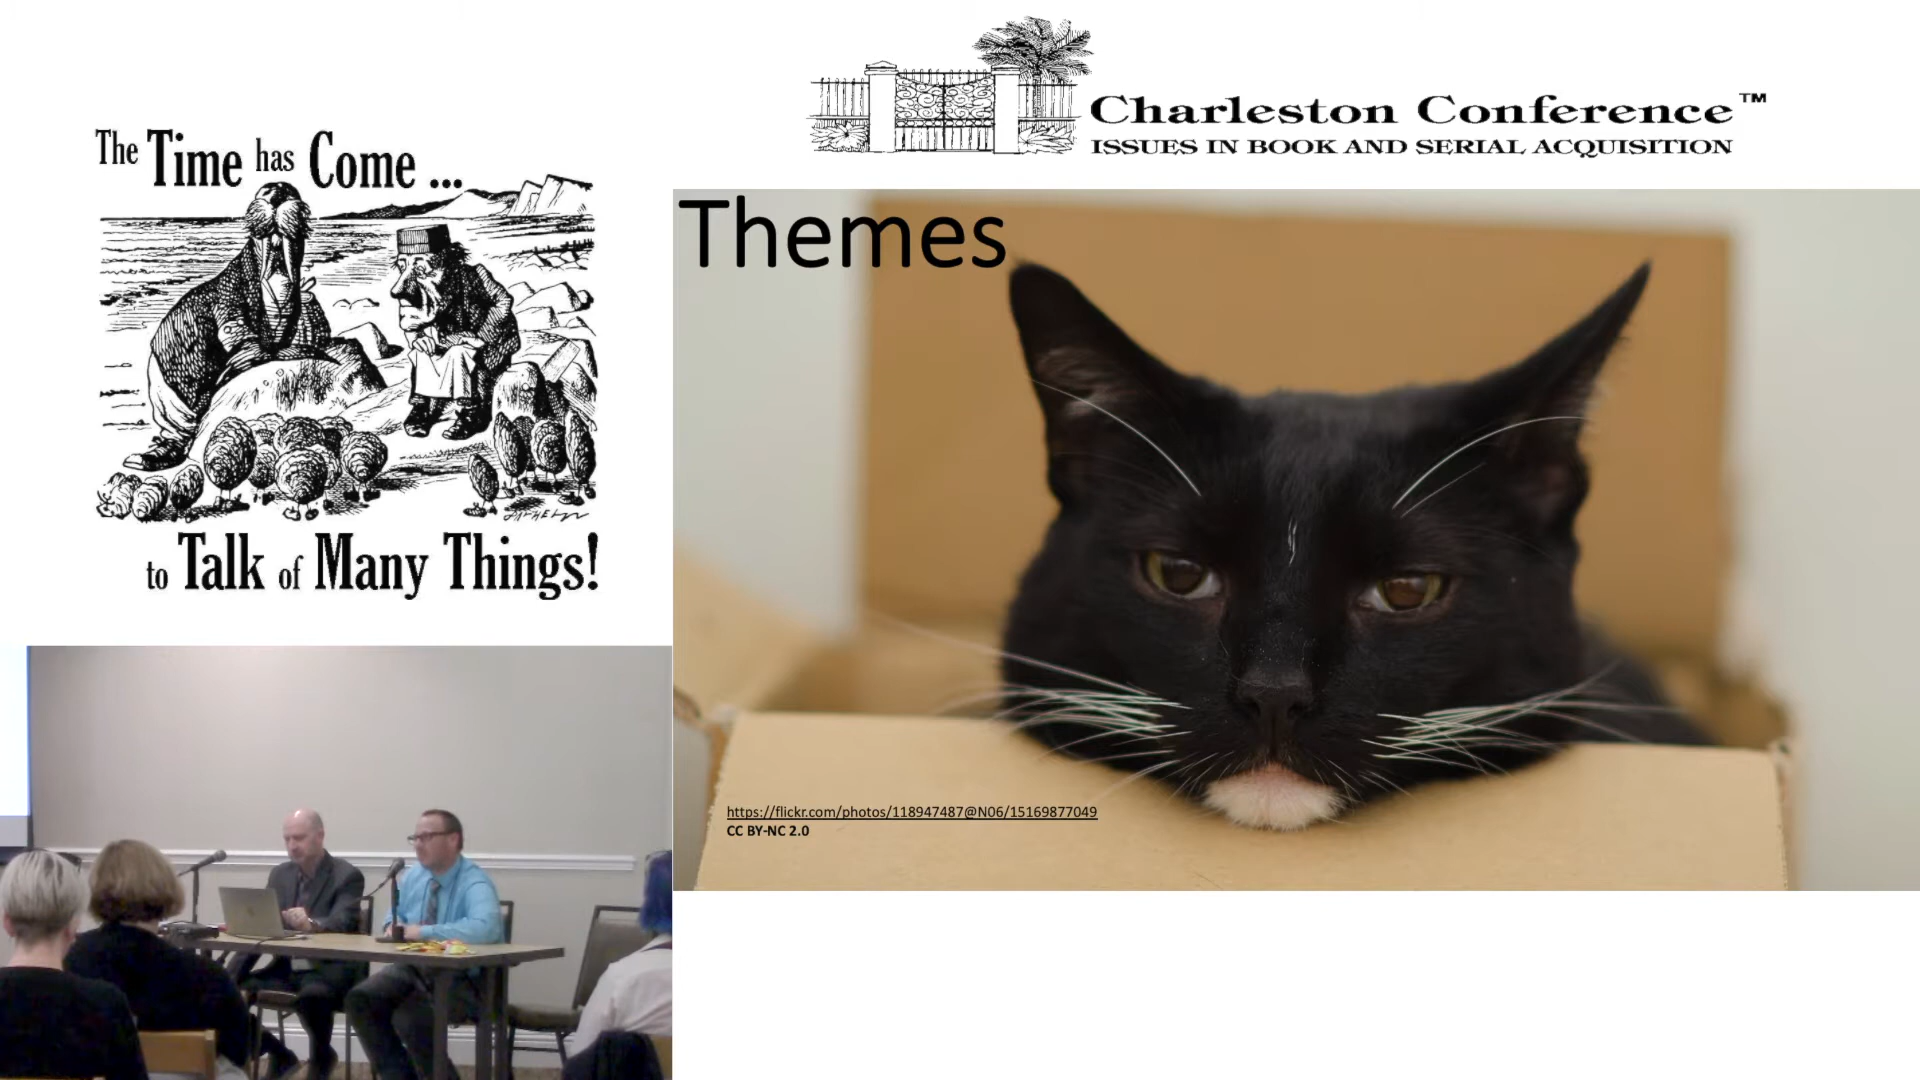 The Time has Come ...
to Talk of Many Things!
Charleston Conference™
ISSUES IN BOOK AND SERIAL ACQUISITION
Themes
https://flickr.com/photos/118947487@N06/15169877049
CC BY-NC 2.0